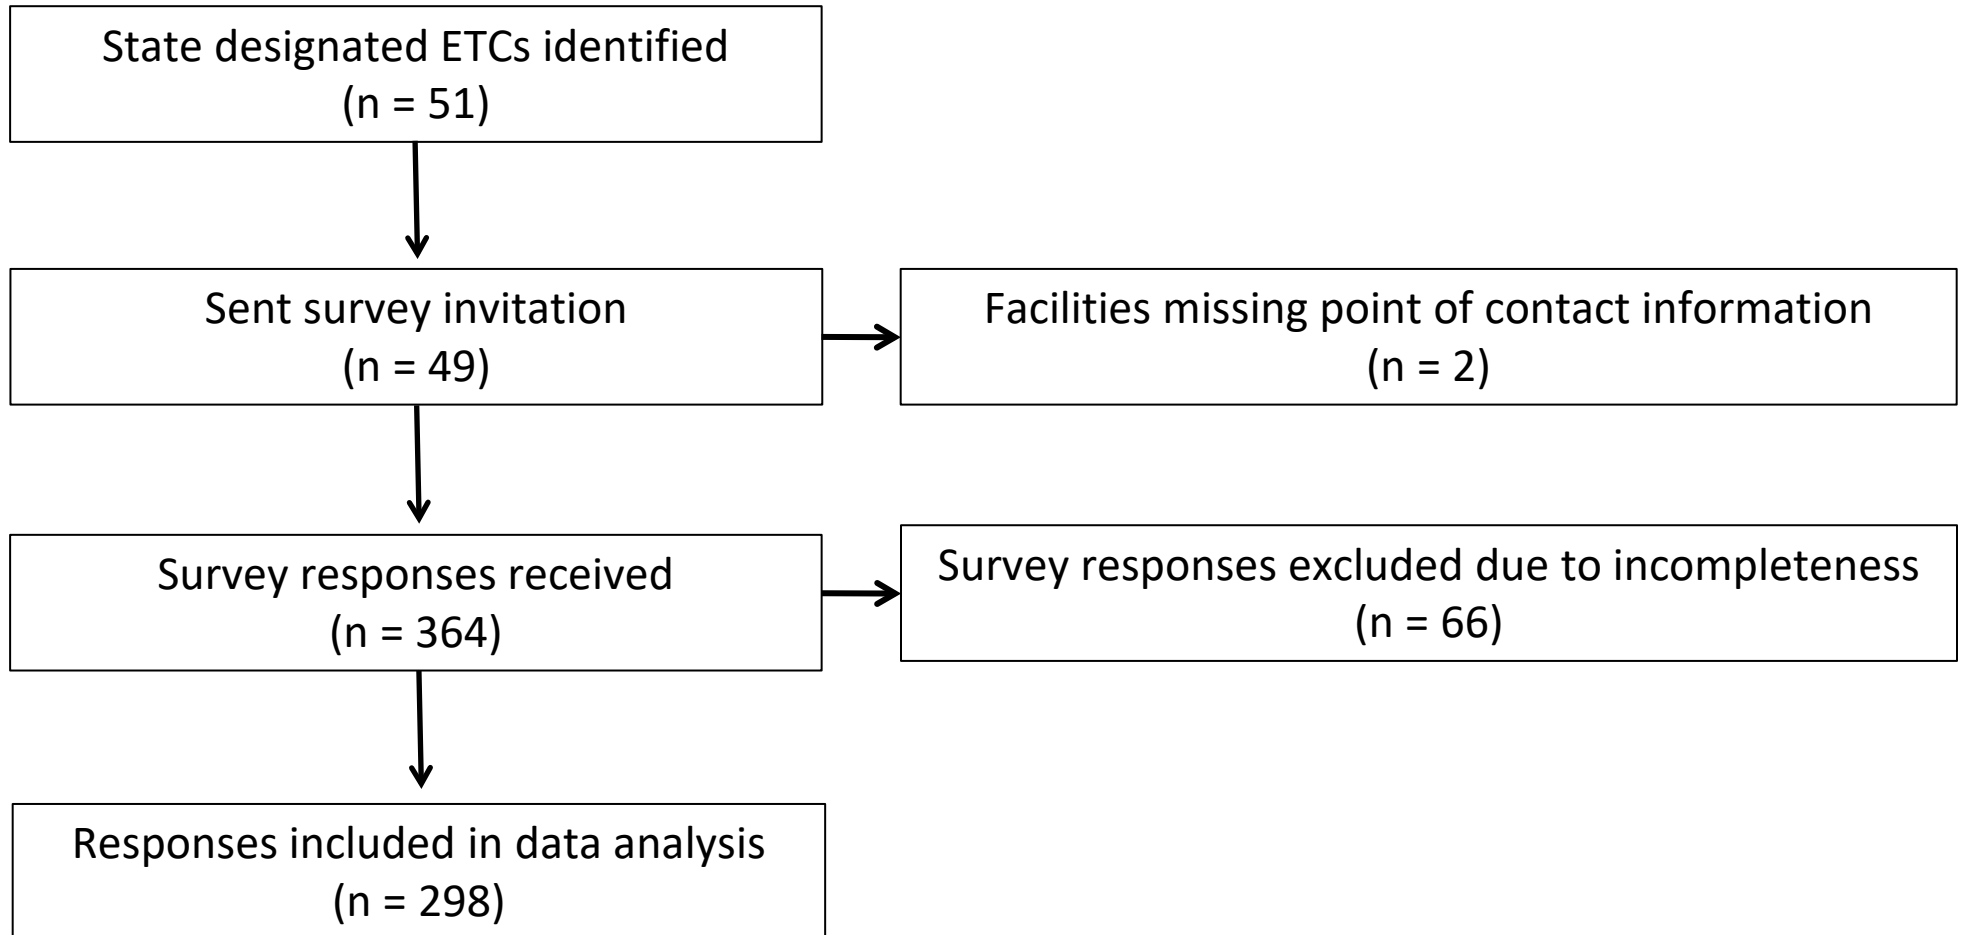 State designated ETCs identified
(n = 51)
Sent survey invitation
(n = 49)
Facilities missing point of contact information
(n = 2)
Survey responses received
(n = 364)
Survey responses excluded due to incompleteness
(n = 66)
Responses included in data analysis
(n = 298)